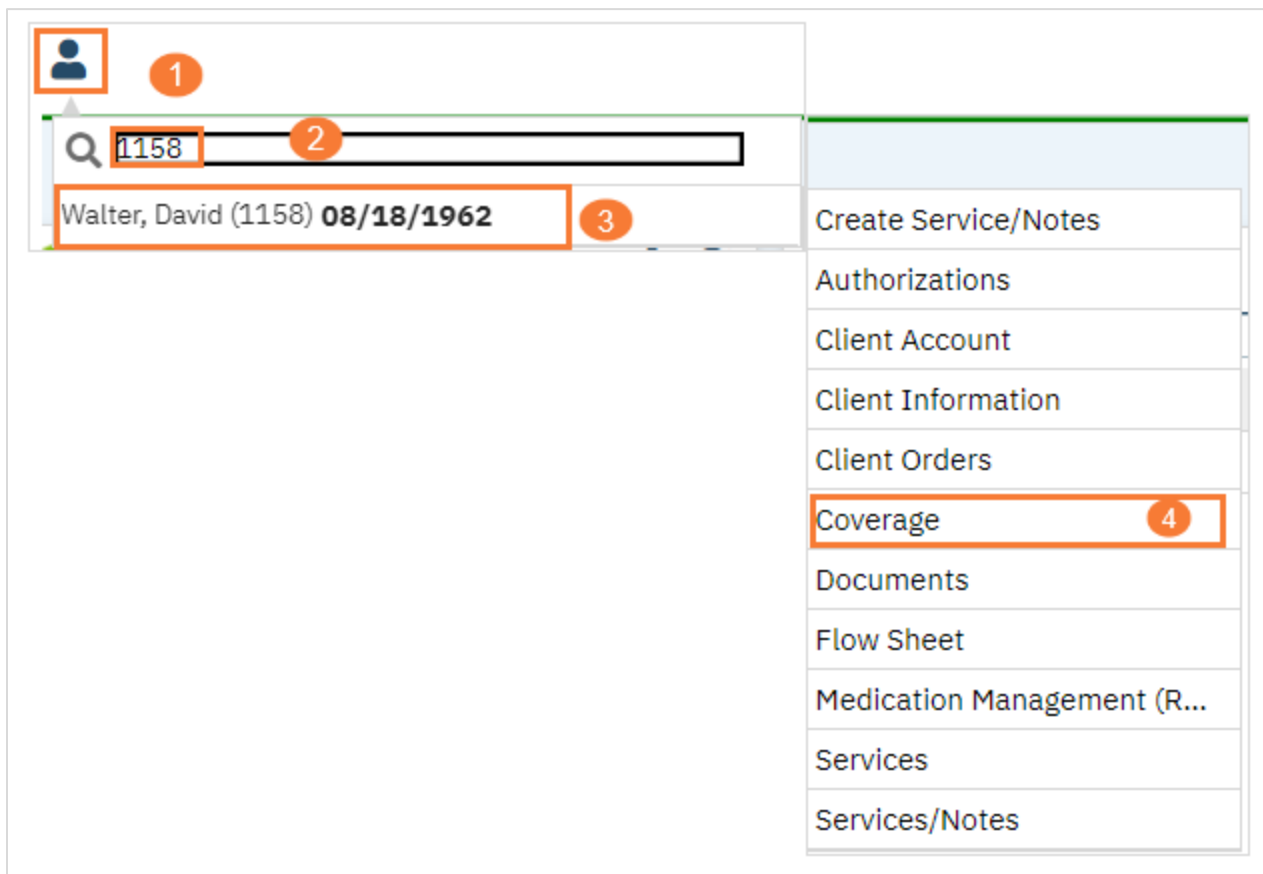 1
1158 2
Walter, David (1158) 08/18/1962 3
Create Service/Notes
Authorizations
Client Account
Client Information
Client Orders
Coverage 4
Documents
Flow Sheet
Medication Management (R...
Services
Services/Notes